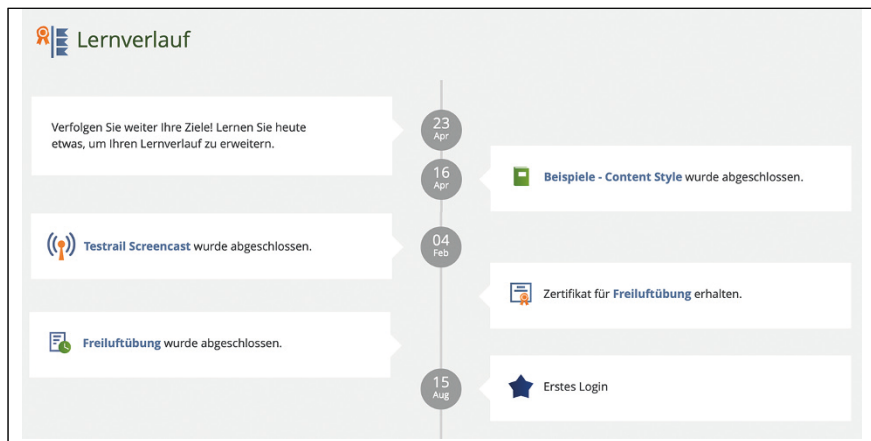 Lernverlauf
Verfolgen Sie weiter Ihre Ziele! Lernen Sie heute
etwas, um Ihren Lernverlauf zu erweitern.
23
Apr
16
Apr
Beispiele - Content Style wurde abgeschlossen.
Testrail Screencast wurde abgeschlossen.
04
Feb
Zertifikat für Freiluftübung erhalten.
Freiluftübung wurde abgeschlossen.
15
Aug
Erstes Login